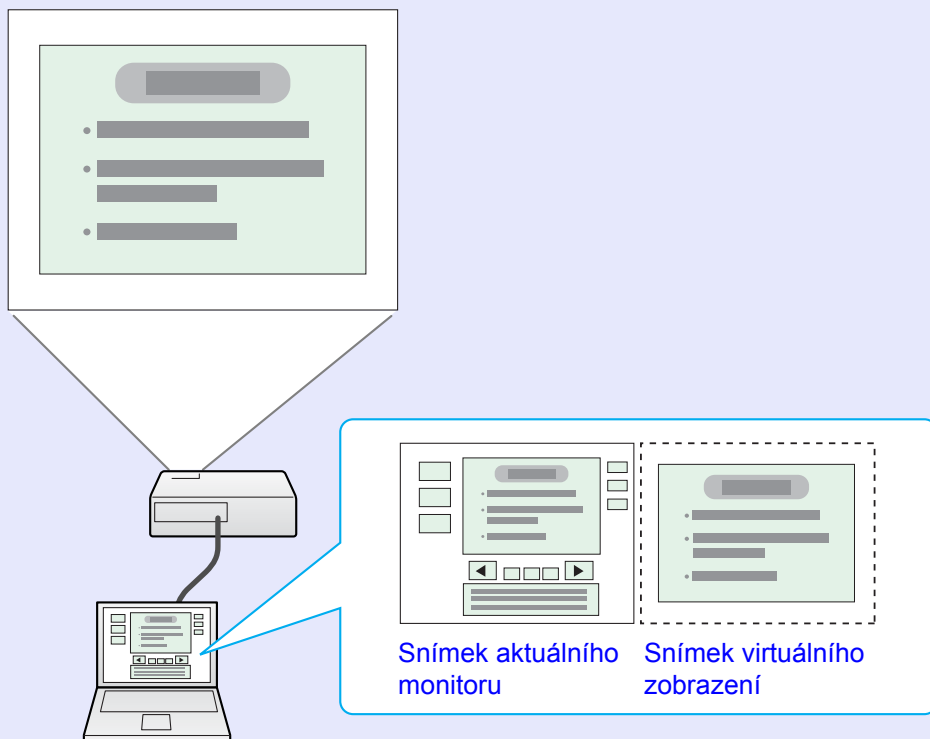 Snímek aktuálního
monitoru
Snímek virtuálního
zobrazení